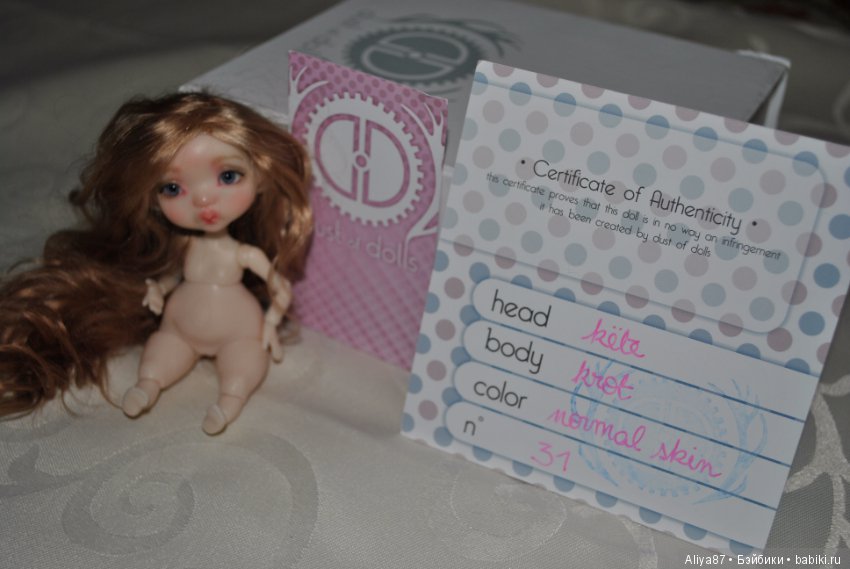 dust of dolls
• Certificate of Authenticity •
this certificate proves that this doll is in no way an infringement
it has been created by dust of dolls
head këtz
body krot
color normal skin
n° 31
Aliya87 • Бэйбики • babiki.ru